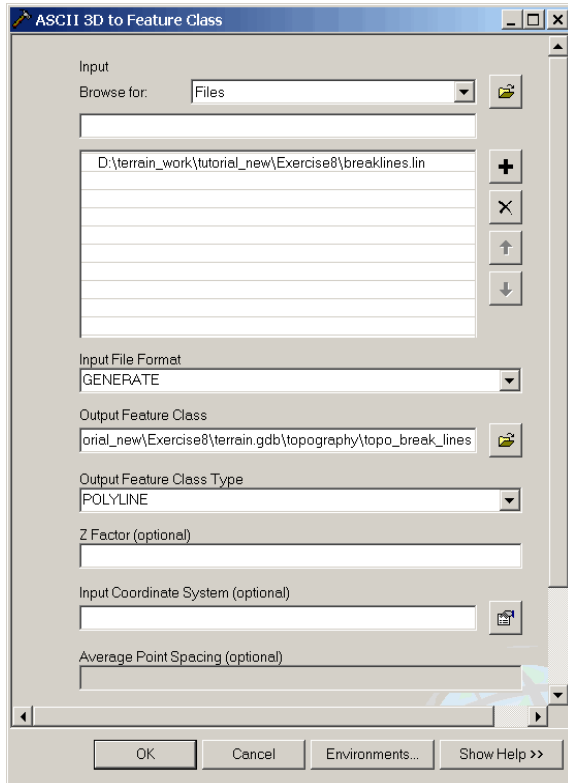 ASCII 3D to Feature Class
Input
Browse for: Files
D:\terrain_work\tutorial_new\Exercise8\breaklines.lin
Input File Format
GENERATE
Output Feature Class
orial_new\Exercise8\terrain.gdb\topography\topo_break_lines
Output Feature Class Type
POLYLINE
Z Factor (optional)
Input Coordinate System (optional)
Average Point Spacing (optional)
OK Cancel Environments... Show Help >>